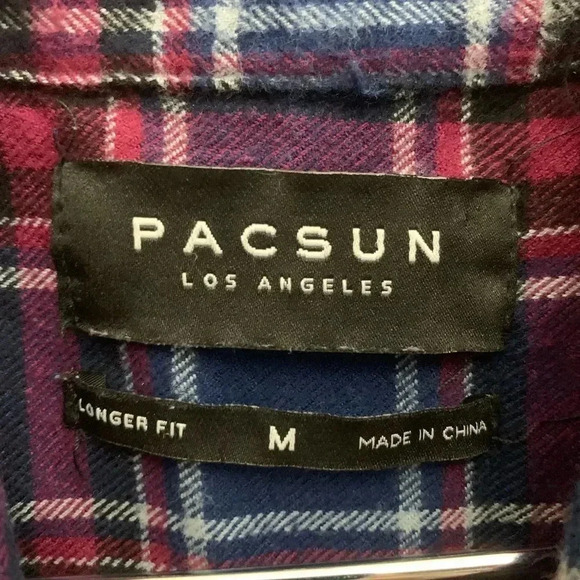 PACSUN
LOS ANGELES
LONGER FIT M MADE IN CHINA